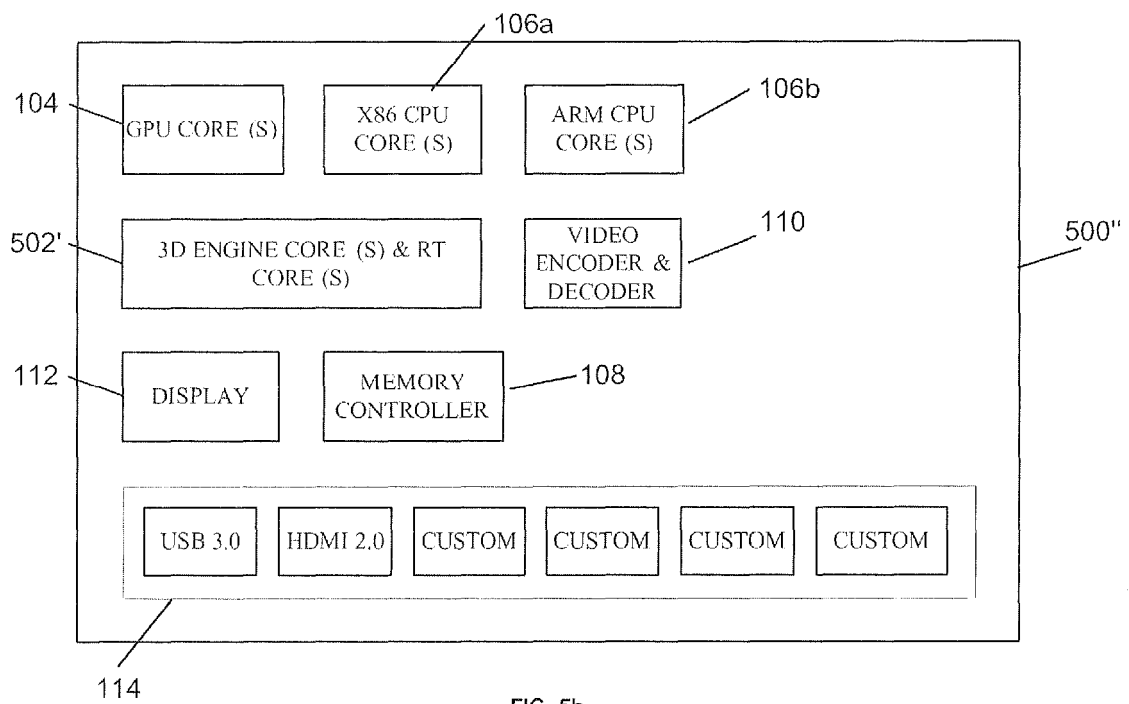 106a
104
106b
GPU CORE (S)
X86 CPU
CORE (S)
ARM CPU
CORE (S)
502'
3D ENGINE CORE (S) & RT
CORE (S)
VIDEO
ENCODER &
DECODER
110
500"
112
DISPLAY
MEMORY
CONTROLLER
108
USB 3.0
HDMI 2.0
CUSTOM
CUSTOM
CUSTOM
CUSTOM
114
FIG. 5b